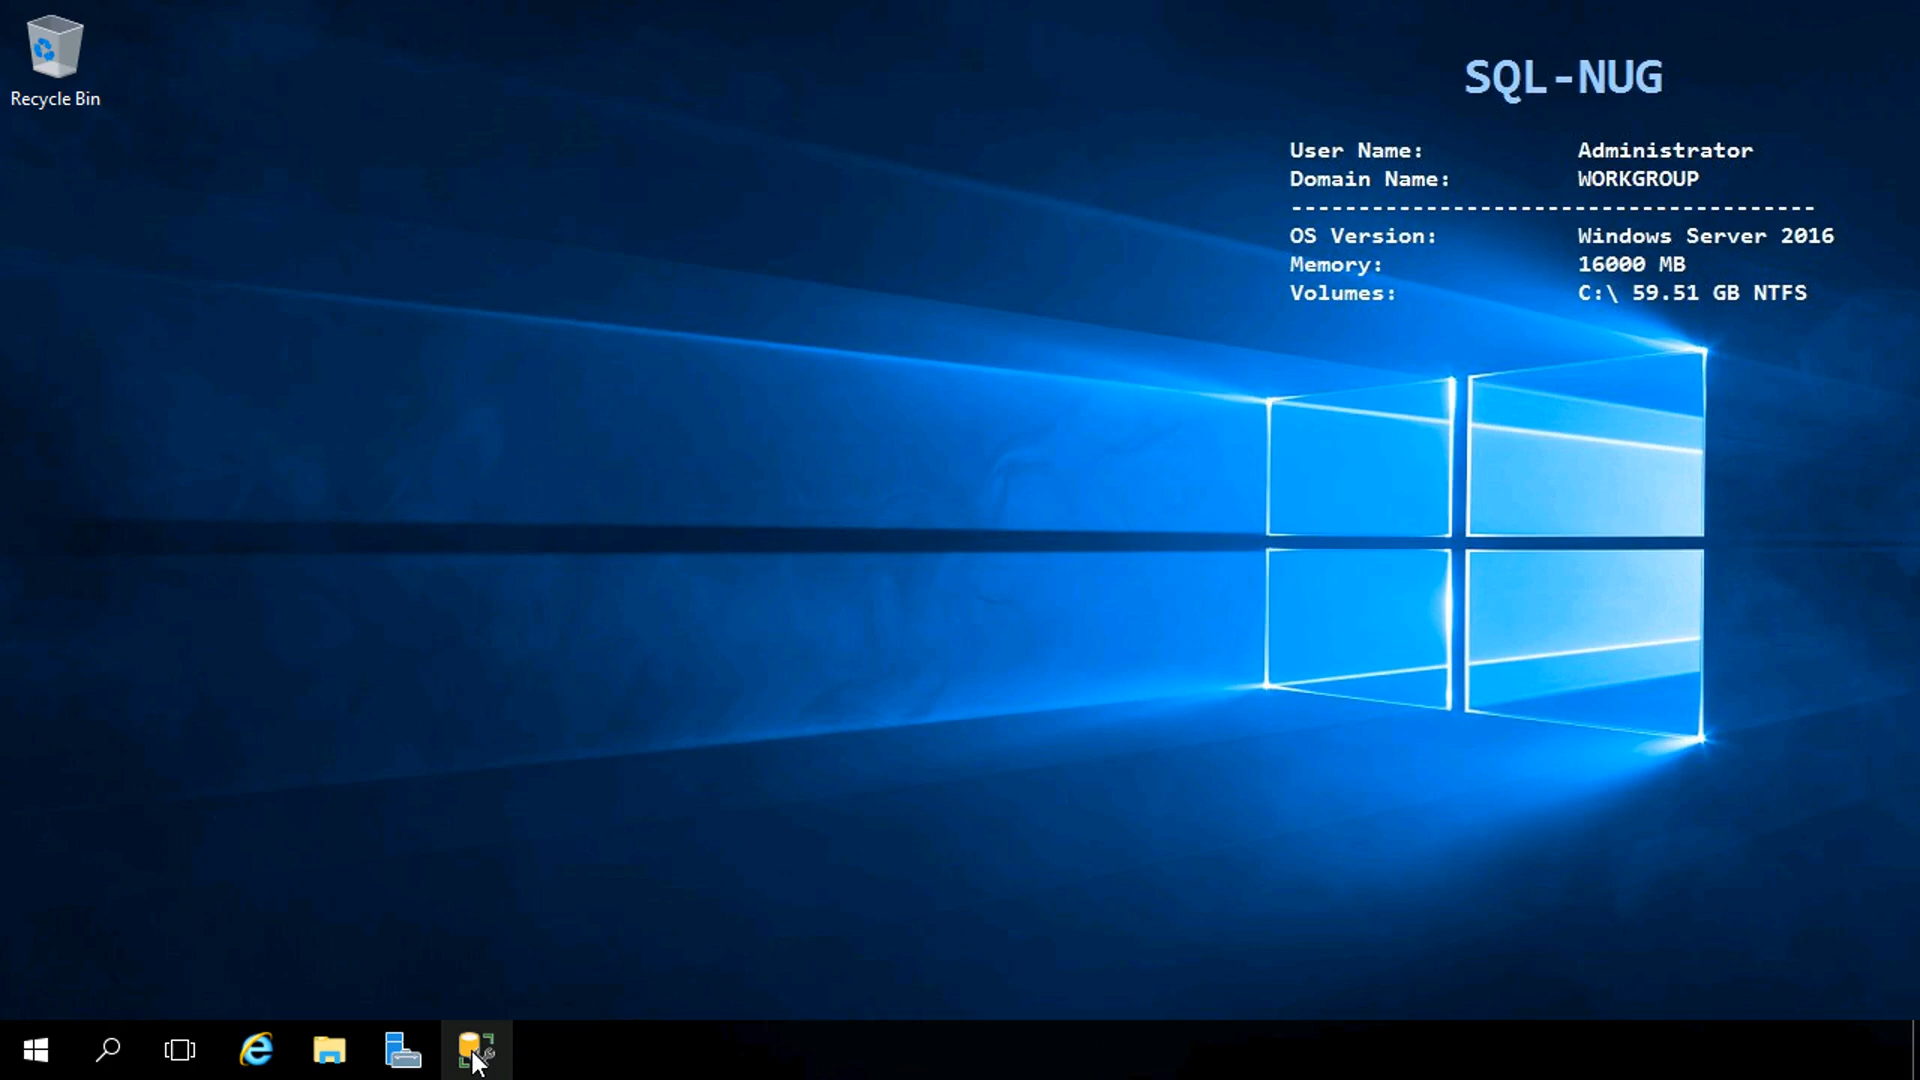 Recycle Bin
SQL-NUG
User Name: Administrator
Domain Name: WORKGROUP
---------------------------------------
OS Version: Windows Server 2016
Memory: 16000 MB
Volumes: C:\ 59.51 GB NTFS